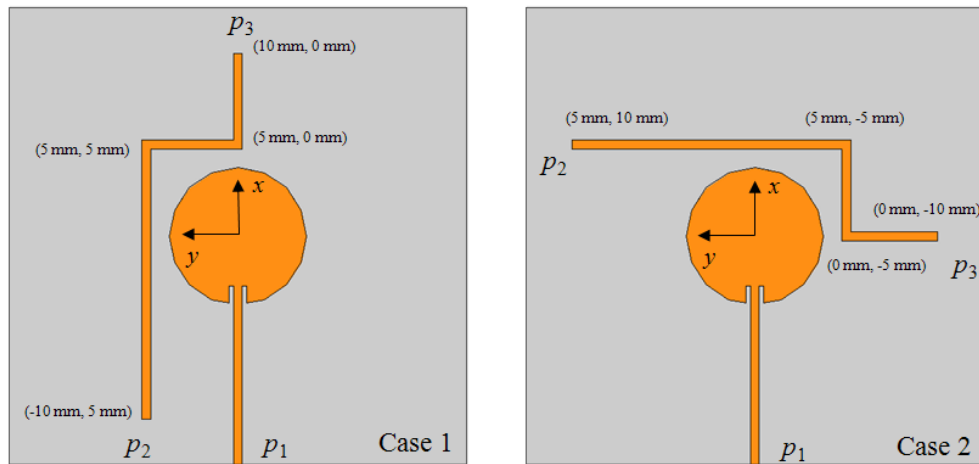 p3
(10 mm, 0 mm)
(5 mm, 5 mm)
(5 mm, 0 mm)
x
y
(-10 mm, 5 mm)
p2
p1
Case 1
(5 mm, 10 mm)
(5 mm, -5 mm)
p2
x
y
(0 mm, -10 mm)
(0 mm, -5 mm)
p3
p1
Case 2